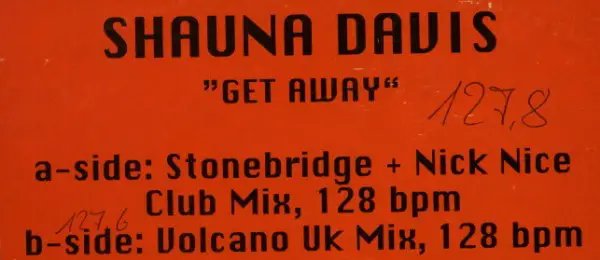 SHAUNA DAVIS
”GET AWAY“
127,8
a-side: Stonebridge + Nick Nice
Club Mix, 128 bpm
127,6
b-side: Volcano Uk Mix, 128 bpm